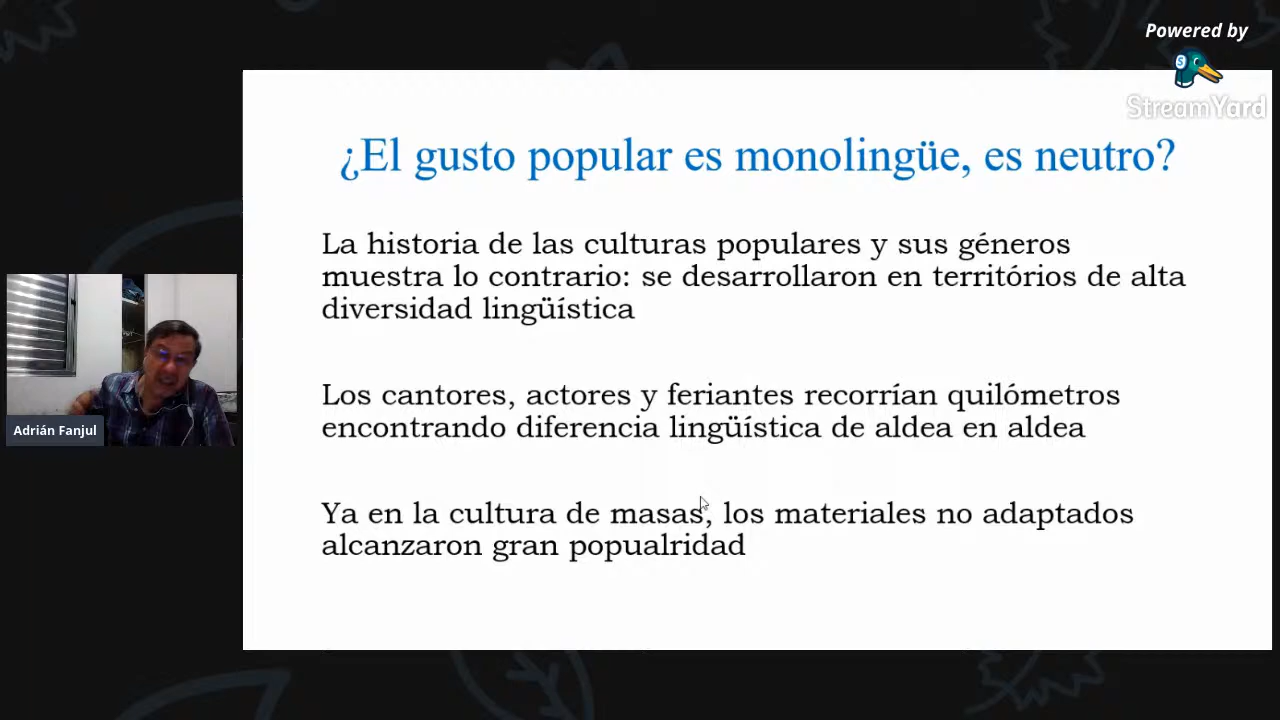 Powered by
StreamYard
¿El gusto popular es monolingüe, es neutro?
La historia de las culturas populares y sus géneros
muestra lo contrario: se desarrollaron en territórios de alta
diversidad lingüística
Los cantores, actores y feriantes recorrían quilómetros
encontrando diferencia lingüística de aldea en aldea
Ya en la cultura de masas, los materiales no adaptados
alcanzaron gran popualridad
Adrián Fanjul